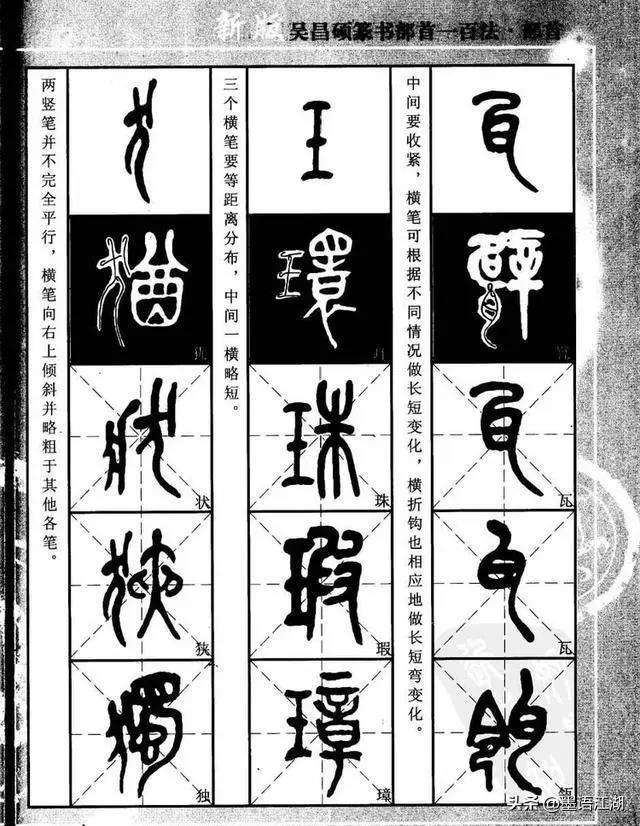 新版 吴昌硕篆书部首一百法·部首
中间要收紧，横笔可根据不同情况做长短变化，横折钩也相应地做长短弯变化。
瓦
瓦
三个横笔要等距离分布，中间一横略短。
珠
瑕
璋
两竖笔并不完全平行，横笔向右上倾斜并略粗于其他各笔。
犹
状
狭
独
头条 @墨语江湖